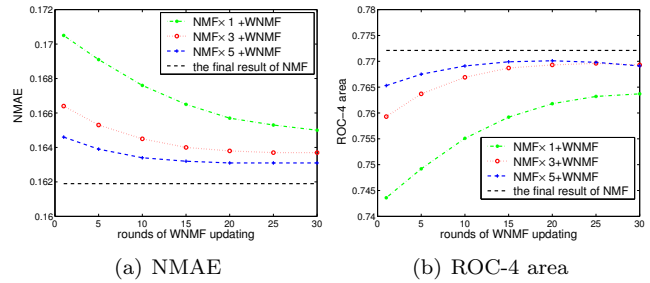 0.172
0.17
0.168
0.166
0.164
0.162
0.16
NMAE
NMF× 1 +WNMF
NMF× 3 +WNMF
NMF× 5 +WNMF
the final result of NMF
0 5 10 15 20 25 30
rounds of WNMF updating
(a) NMAE
0.78
0.775
0.77
0.765
0.76
0.755
0.75
0.745
0.74
ROC−4 area
NMF× 1+WNMF
NMF× 3+WNMF
NMF× 5+WNMF
the final result of NMF
0 5 10 15 20 25 30
rounds of WNMF updating
(b) ROC-4 area